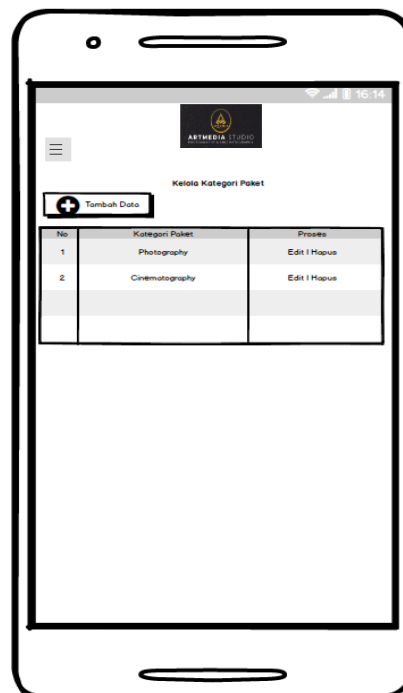 16:14
ARTMEDIA STUDIO
Kelola Kategori Paket
Tambah Data
No Kategori Paket Proses
1 Photography Edit I Hapus
2 Cinematography Edit I Hapus